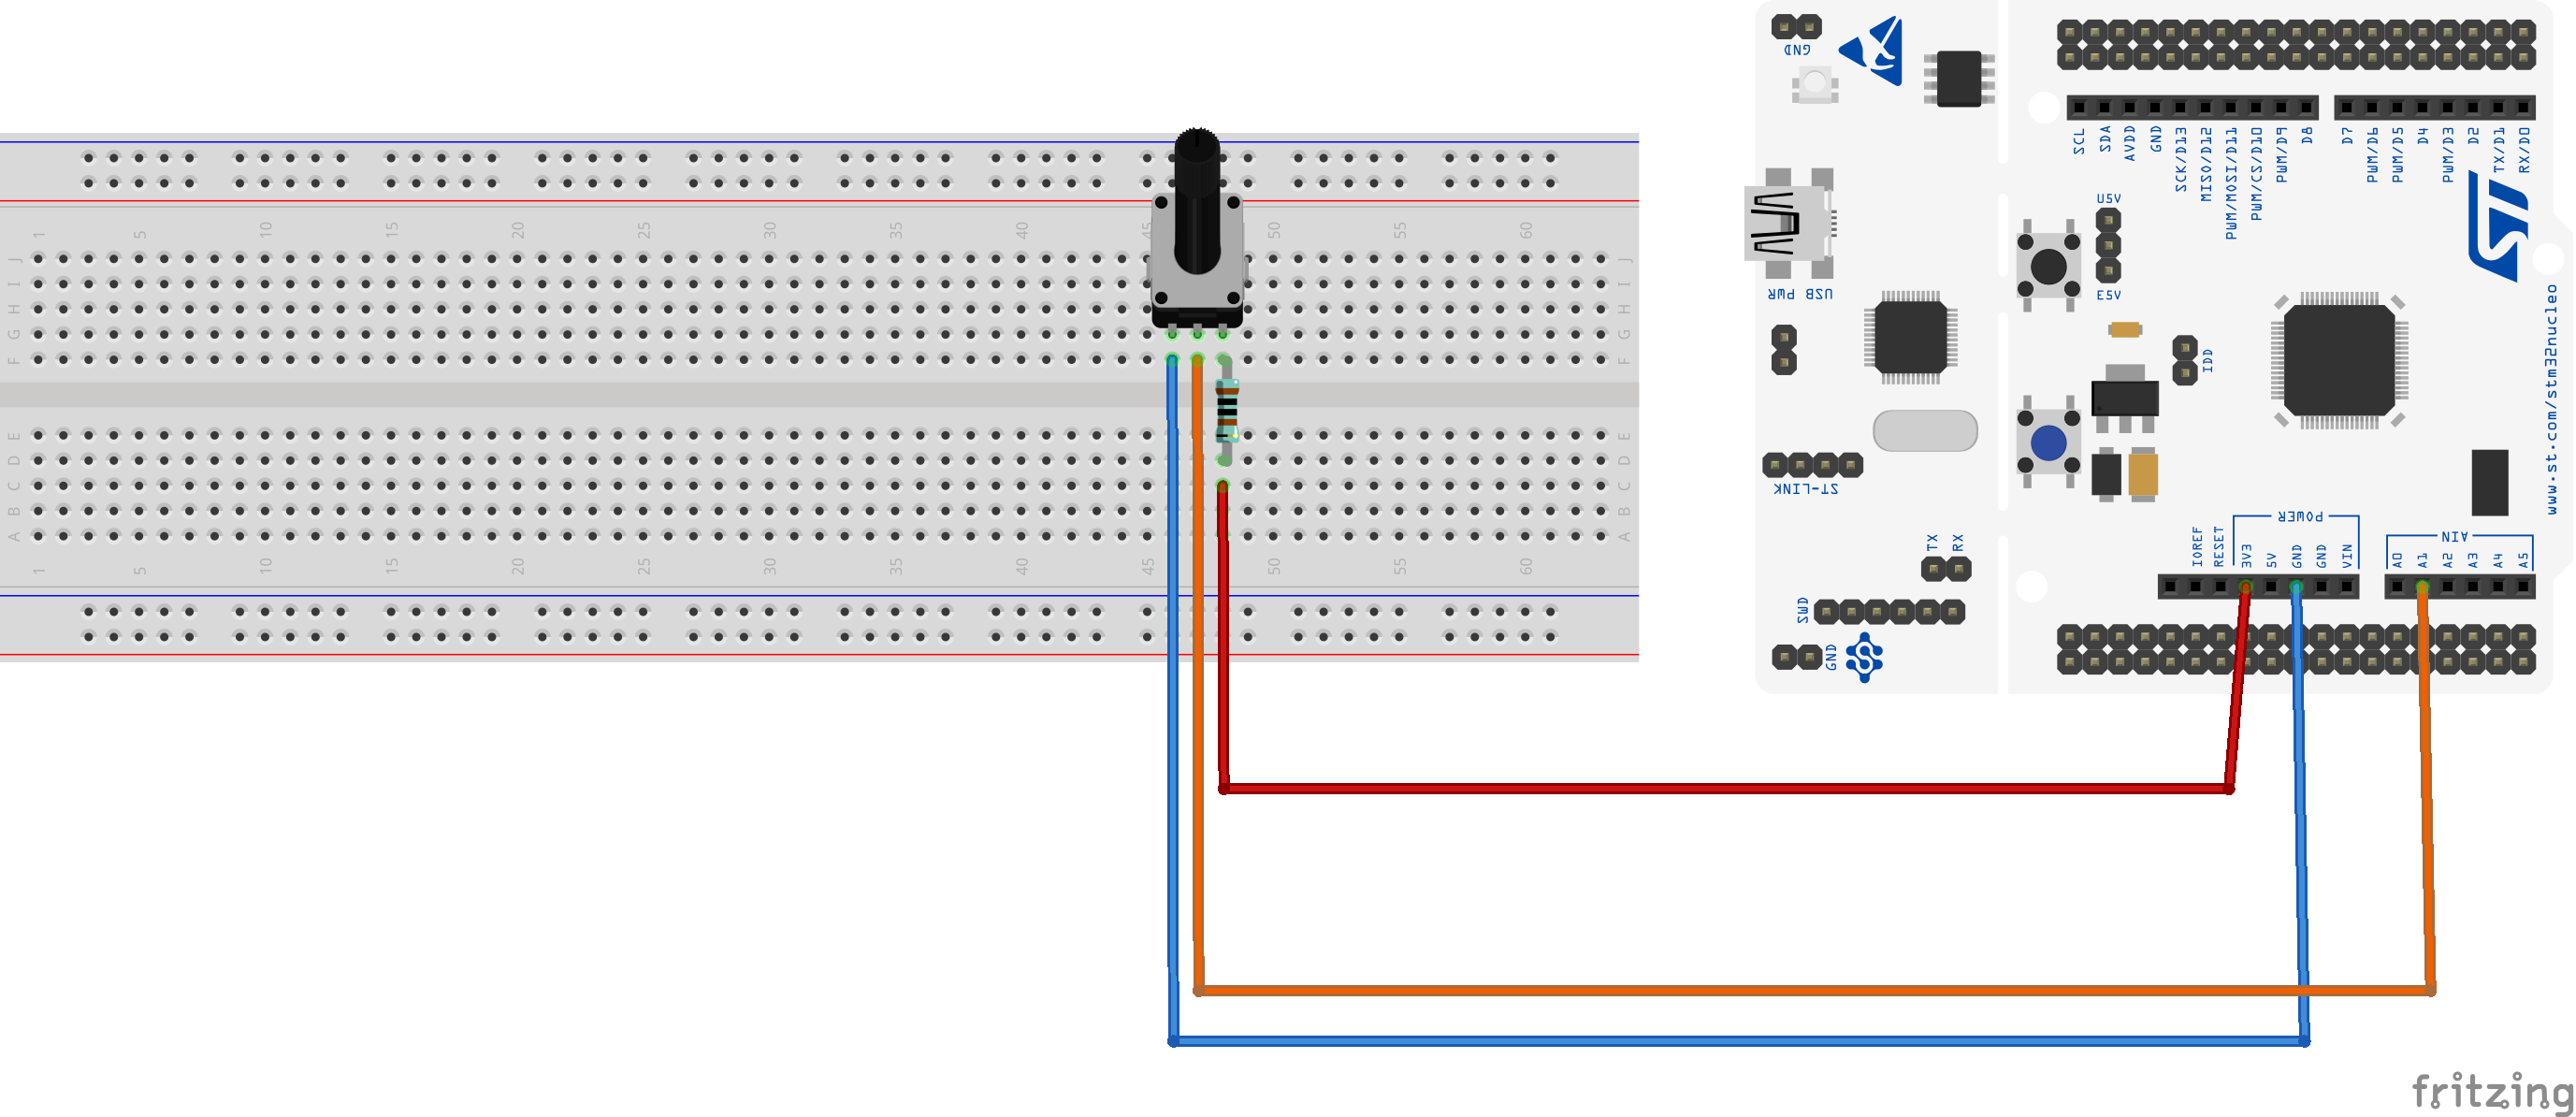 GND
SCL
SDA
AVDD
GND
SCK/D13
MISO/D12
PWM/MOSI/D11
PWM/CS/D10
PWM/D9
D8
D7
PWM/D6
PWM/D5
D4
PWM/D3
D2
TX/D1
RX/D0
U5V
E5V
USB PWR
IDD
ST
www.st.com/stm32nucleo
ST-LINK
TX
RX
SWD
GND
POWER
IOREF
RESET
3V3
5V
GND
GND
VIN
AIN
A0
A1
A2
A3
A4
A5
1 5 10 15 20 25 30 35 40 45 50 55 60
J J
I I
H H
G G
F F
E E
D D
C C
B B
A A
1 5 10 15 20 25 30 35 40 45 50 55 60
fritzing